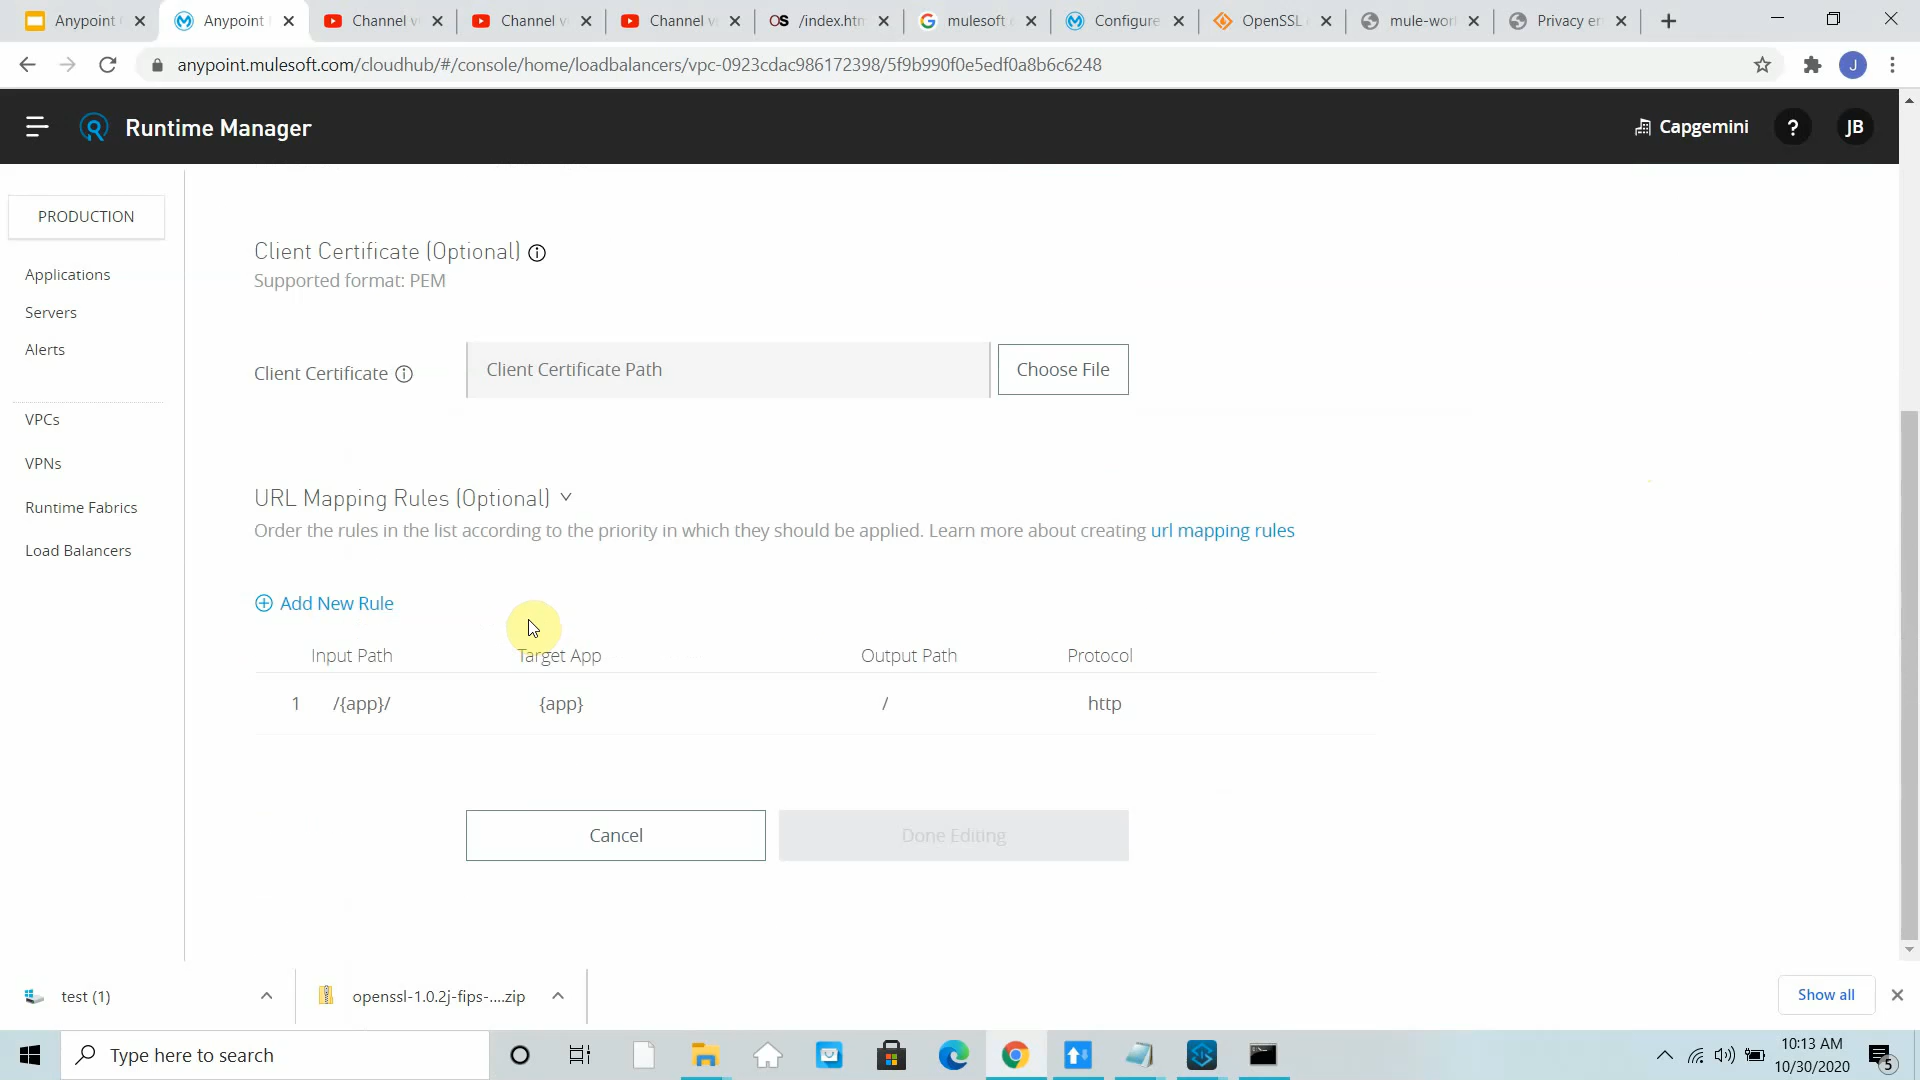 Anypoint
Anypoint
Channel v
Channel v
Channel v
OS /index.htm
mulesoft
Configure
OpenSSL
mule-wor
Privacy er
anypoint.mulesoft.com/cloudhub/#/console/home/loadbalancers/vpc-0923cdac986172398/5f9b990f0e5edf0a8b6c6248
J
Runtime Manager
Capgemini
?
JB
PRODUCTION
Applications
Servers
Alerts
VPCs
VPNs
Runtime Fabrics
Load Balancers
Client Certificate (Optional)
Supported format: PEM
Client Certificate
Client Certificate Path
Choose File
URL Mapping Rules (Optional)
Order the rules in the list according to the priority in which they should be applied. Learn more about creating url mapping rules
Add New Rule
Input Path Target App Output Path Protocol
1 /{app}/ {app} / http
Cancel
Done Editing
test (1)
openssl-1.0.2j-fips-....zip
Show all
Type here to search
10:13 AM
10/30/2020
5